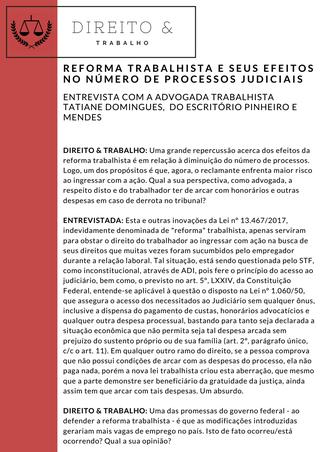 DIREITO &
TRABALHO
REFORMA TRABALHISTA E SEUS EFEITOS
NO NÚMERO DE PROCESSOS JUDICIAIS
ENTREVISTA COM A ADVOGADA TRABALHISTA
TATIANE DOMINGUES, DO ESCRITÓRIO PINHEIRO E
MENDES
DIREITO & TRABALHO: Uma grande repercussão acerca dos efeitos da
reforma trabalhista é em relação à diminuição do número de processos.
Logo, um dos propósitos é que, agora, o reclamante enfrenta maior risco
ao ingressar com a ação. Qual a sua perspectiva, como advogada, a
respeito disto e do trabalhador ter de arcar com honorários e outras
despesas em caso de derrota no tribunal?
ENTREVISTADA: Esta e outras inovações da Lei nº 13.467/2017,
indevidamente denominada de "reforma" trabalhista, apenas serviram
para obstar o direito do trabalhador ao ingressar com ação na busca de
seus direitos que muitas vezes foram sucumbidos pelo empregador
durante a relação laboral. Tal situação, está sendo questionada pelo STF,
como inconstitucional, através de ADI, pois fere o princípio do acesso ao
judiciário, bem como, o previsto no art. 5º, LXXIV, da Constituição
Federal, entende-se aplicável à questão o disposto na Lei nº 1.060/50,
que assegura o acesso dos necessitados ao Judiciário sem qualquer ônus,
inclusive a dispensa do pagamento de custas, honorários advocatícios e
qualquer outra despesa processual, bastando para tanto seja declarada a
situação econômica que não permita seja tal despesa arcada sem
prejuízo do sustento próprio ou de sua família (art. 2º, parágrafo único,
c/c o art. 11). Em qualquer outro ramo do direito, se a pessoa comprova
que não possui condições de arcar com as despesas do processo, ela não
paga nada, porém a nova lei trabalhista criou esta aberração, que mesmo
que a parte demonstre ser beneficiário da gratuidade da justiça, ainda
assim tem que arcar com tais despesas. Um absurdo.
DIREITO & TRABALHO: Uma das promessas do governo federal - ao
defender a reforma trabalhista - é que as modificações introduzidas
gerariam mais vagas de emprego no país. Isto de fato ocorreu/está
ocorrendo? Qual a sua opinião?